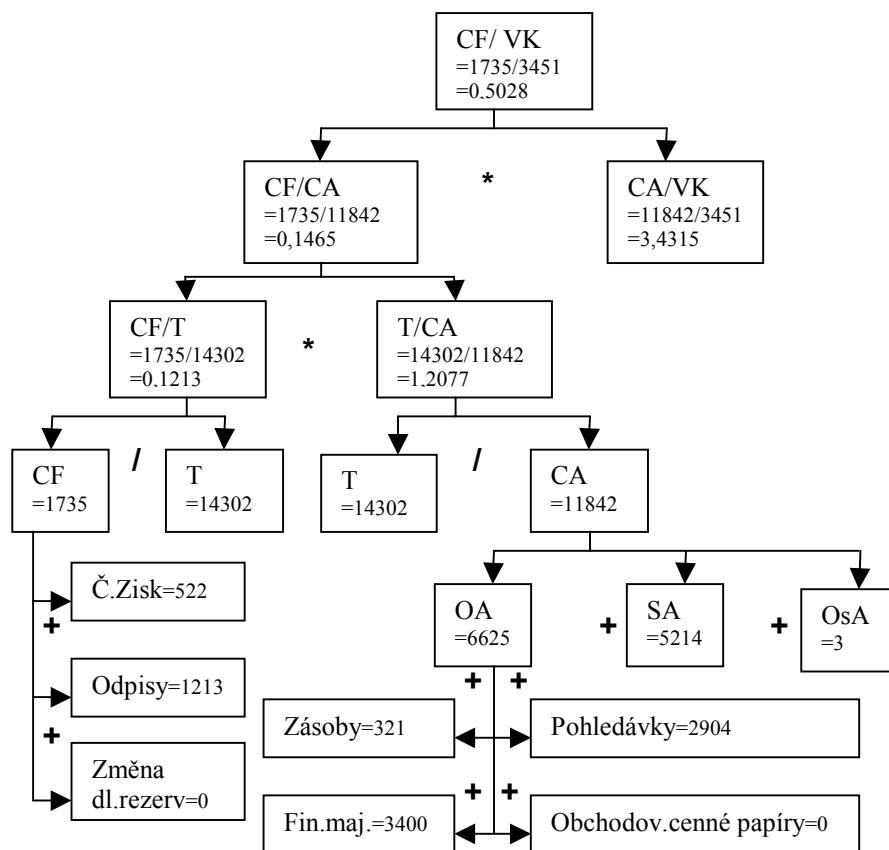 CF/ VK
=1735/3451
=0,5028
CF/CA
=1735/11842
=0,1465
*
CA/VK
=11842/3451
=3,4315
CF/T
=1735/14302
=0,1213
*
T/CA
=14302/11842
=1,2077
CF
=1735
/
T
=14302
T
=14302
/
CA
=11842
Č.Zisk=522
+
Odpisy=1213
+
Změna
dl.rezerv=0
OA
=6625
+
SA
=5214
+
OsA
=3
+ +
Zásoby=321
Pohledávky=2904
+ +
Fin.maj.=3400
Obchodov.cenné papíry=0